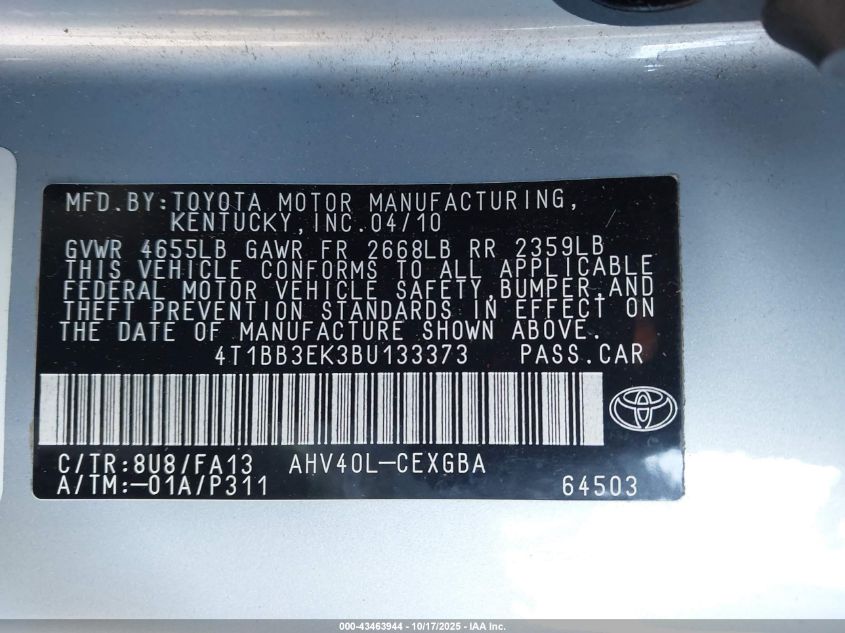 MFD.BY:TOYOTA MOTOR MANUFACTURING,
KENTUCKY,INC.04/10
GVWR 4655LB GAWR FR 2668LB RR 2359LB
THIS VEHICLE CONFORMS TO ALL APPLICABLE
FEDERAL MOTOR VEHICLE SAFETY,BUMPER,AND
THEFT PREVENTION STANDARDS IN EFFECT ON
THE DATE OF MANUFACTURE SHOWN ABOVE.
4T1BB3EK3BU133373 PASS.CAR
C/TR:8U8/FA13 AHV40L-CEXGBA
A/TM:-01A/P311 64503
000-43463944 - 10/17/2025 - IAA Inc.